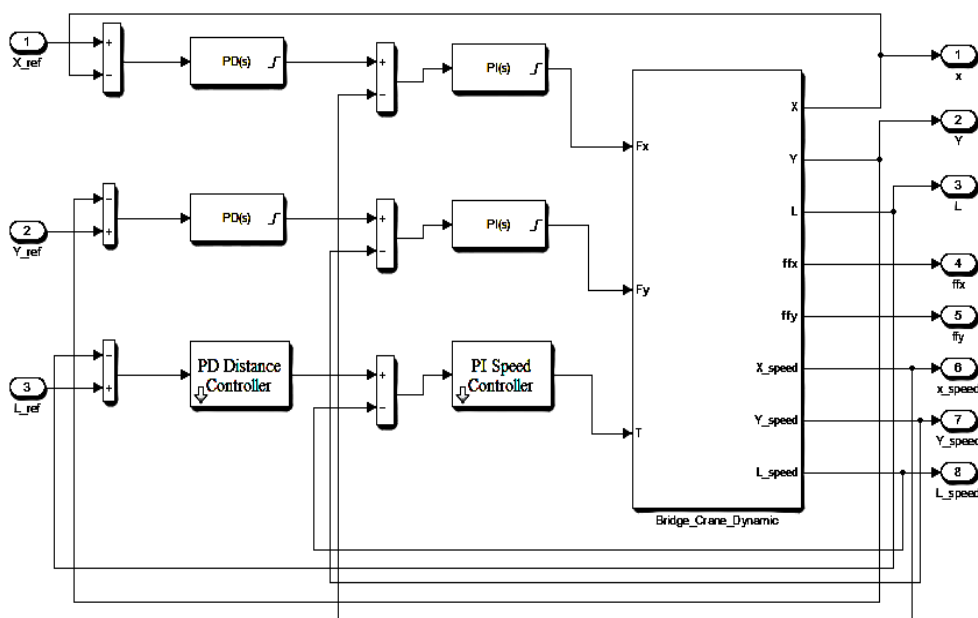 1
X_ref
+
−
PD(s)
+
−
PI(s)
1
x
2
Y_ref
−
+
PD(s)
+
−
PI(s)
2
Y
3
L_ref
−
+
PD Distance
Controller
+
−
PI Speed
Controller
3
L
Fx
Fy
T
X
Y
L
ffx
ffy
X_speed
Y_speed
L_speed
Bridge_Crane_Dynamic
4
ffx
5
ffy
6
x_speed
7
Y_speed
8
L_speed